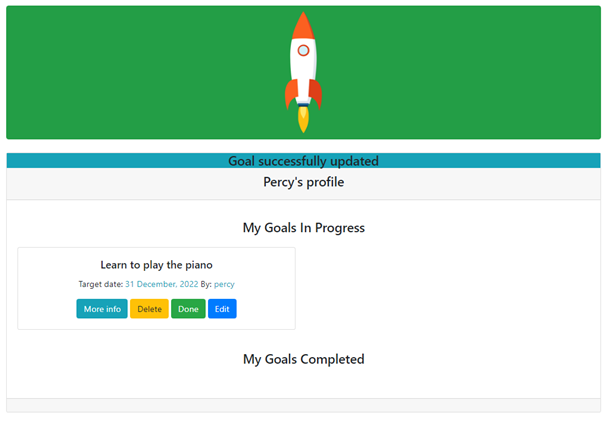 Goal successfully updated
Percy's profile
My Goals In Progress
Learn to play the piano
Target date: 31 December, 2022 By: percy
More info Delete Done Edit
My Goals Completed